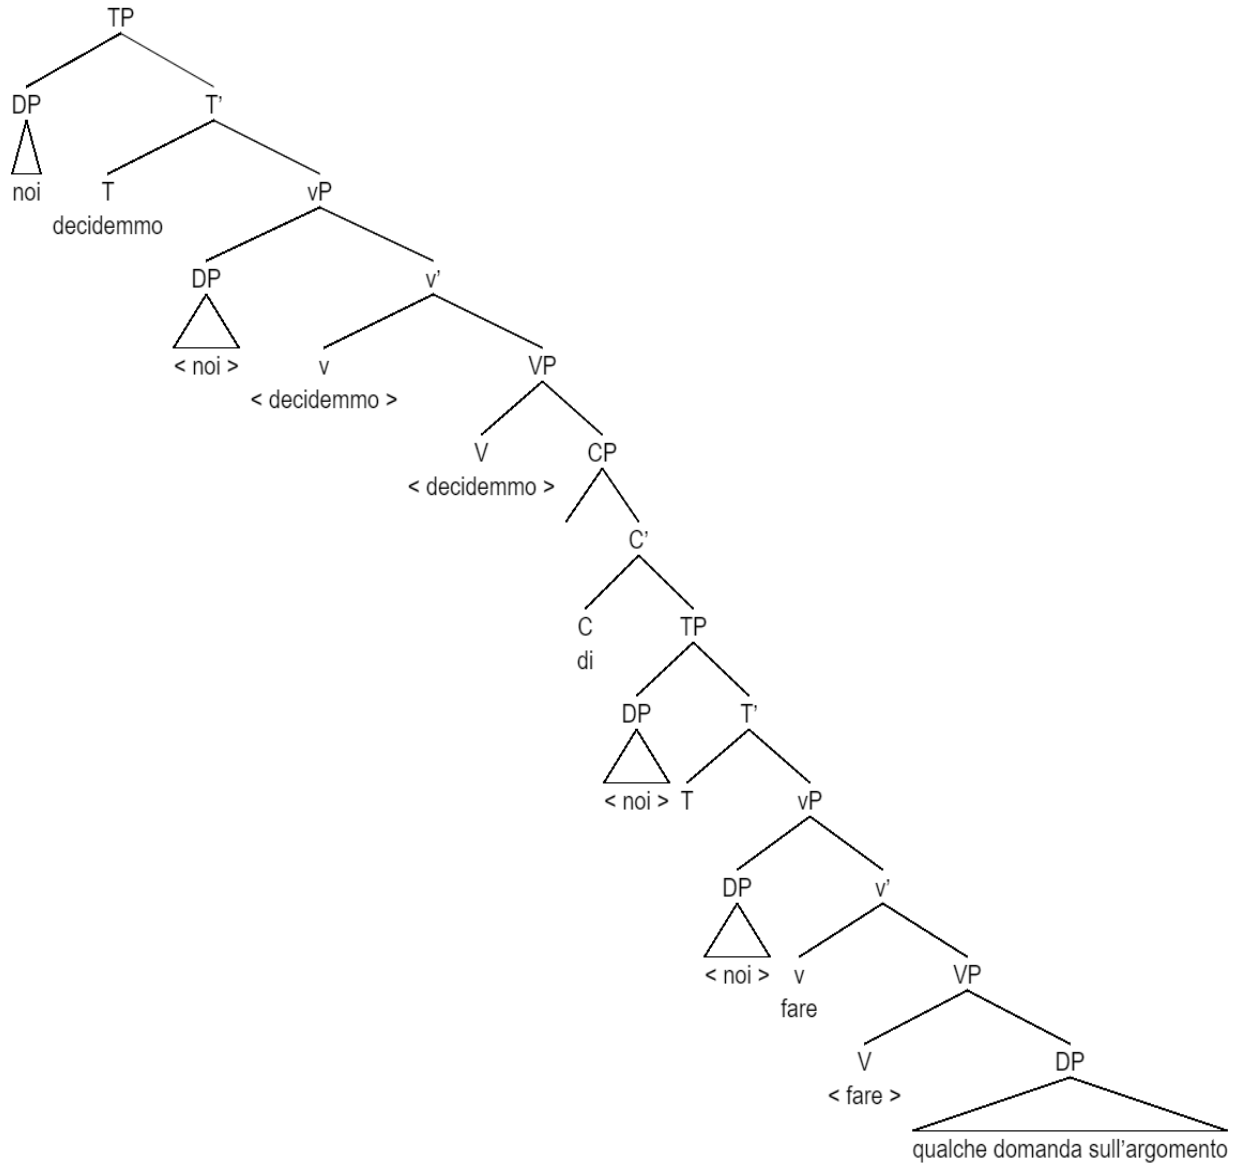 TP
DP T’
noi T vP
decidemmo
DP v’
< noi > v VP
< decidemmo >
V CP
< decidemmo >
C’
C TP
di
DP T’
< noi > T vP
DP v’
< noi > v VP
fare
V DP
< fare >
qualche domanda sull’argomento